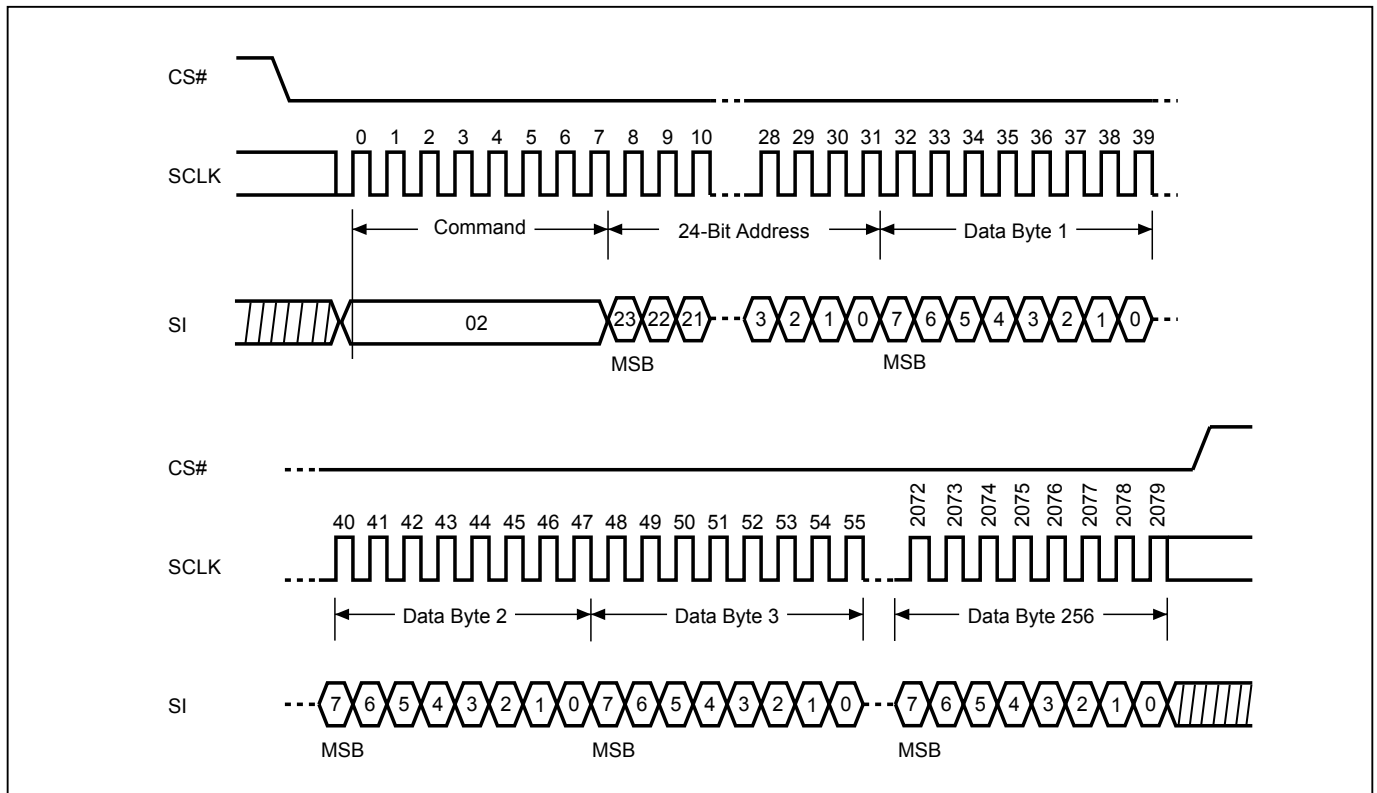 CS#
0 1 2 3 4 5 6 7 8 9 10 28 29 30 31 32 33 34 35 36 37 38 39
SCLK
Command 24-Bit Address Data Byte 1
SI 02 23 22 21 3 2 1 0 7 6 5 4 3 2 1 0
MSB MSB
CS#
2072 2073 2074 2075 2076 2077 2078 2079
40 41 42 43 44 45 46 47 48 49 50 51 52 53 54 55
SCLK
Data Byte 2 Data Byte 3 Data Byte 256
SI 7 6 5 4 3 2 1 0 7 6 5 4 3 2 1 0 7 6 5 4 3 2 1 0
MSB MSB MSB